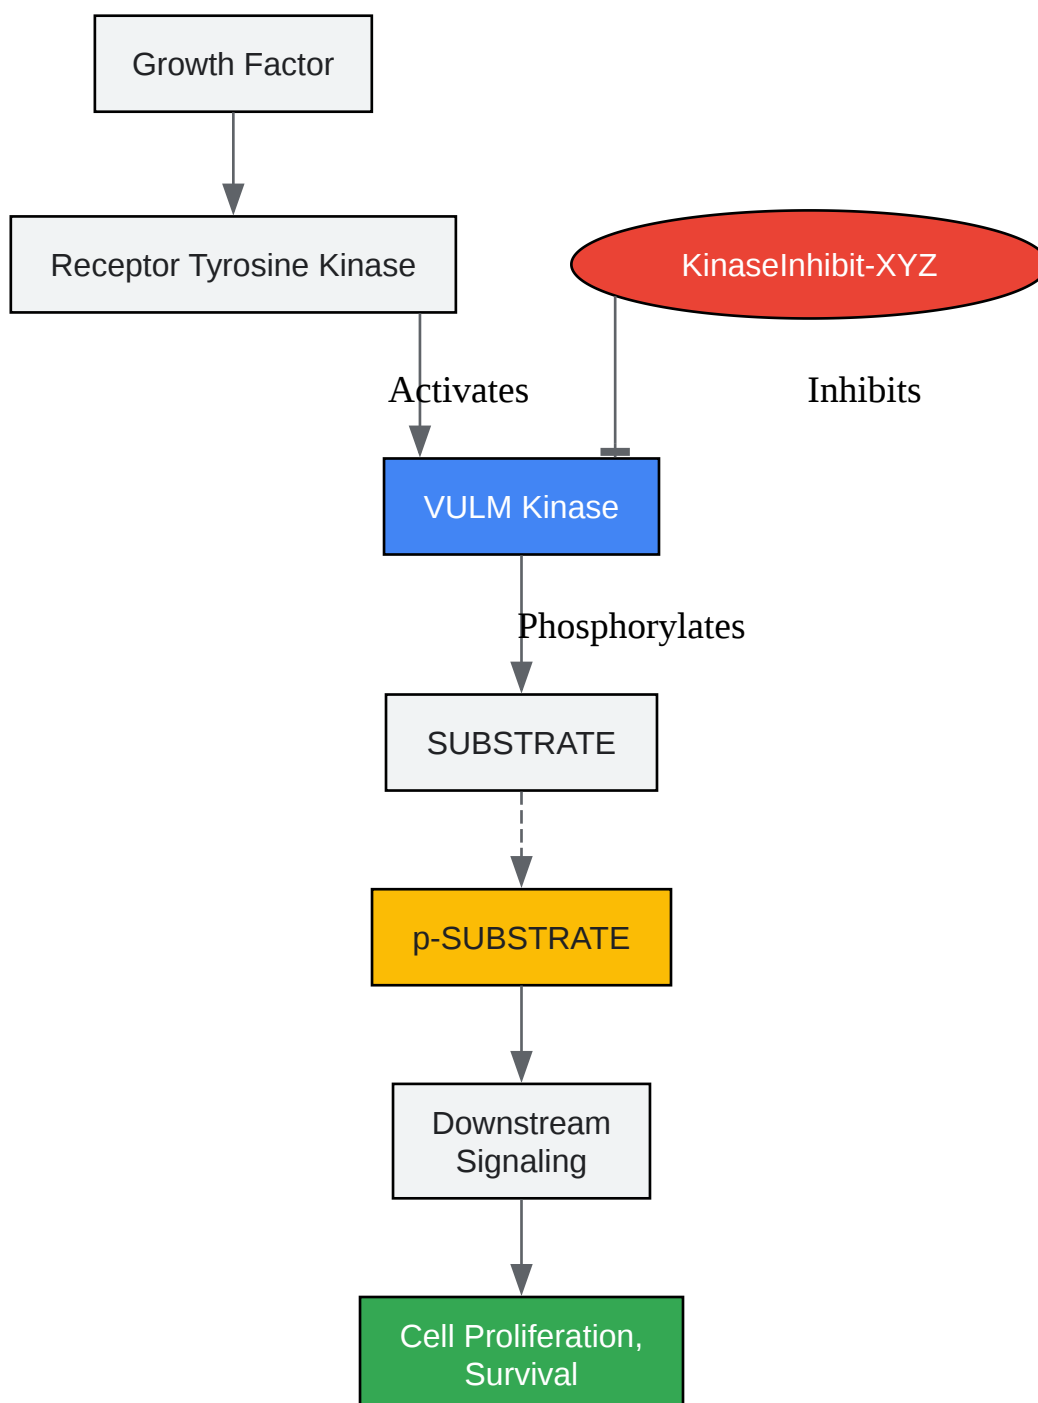 Growth Factor
Receptor Tyrosine Kinase
KinaseInhibit-XYZ
Activates
Inhibits
VULM Kinase
Phosphorylates
SUBSTRATE
p-SUBSTRATE
Downstream
Signaling
Cell Proliferation,
Survival